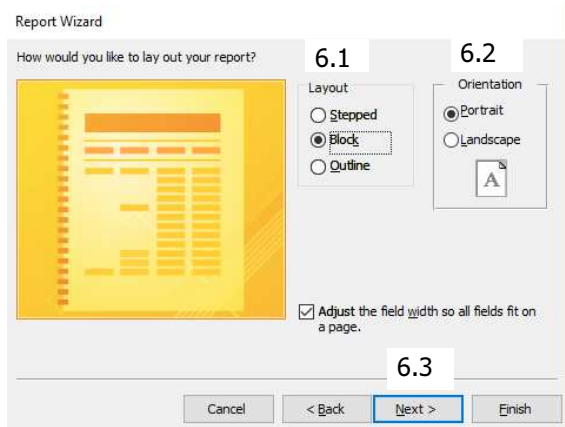 Report Wizard
How would you like to lay out your report?
6.1
6.2
Layout
Stepped
Block
Outline
Orientation
Portrait
Landscape
A
Adjust the field width so all fields fit on
a page.
6.3
Cancel
< Back
Next >
Finish